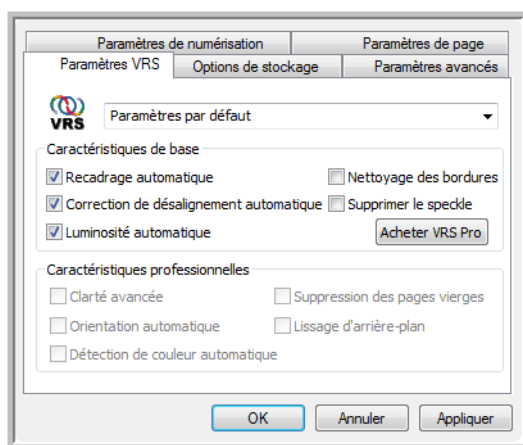 Paramètres de numérisation
Paramètres de page
Paramètres VRS
Options de stockage
Paramètres avancés
VRS
Paramètres par défaut
Caractéristiques de base
Recadrage automatique
Nettoyage des bordures
Correction de désalignement automatique
Supprimer le speckle
Luminosité automatique
Acheter VRS Pro
Caractéristiques professionnelles
Clarté avancée
Suppression des pages vierges
Orientation automatique
Lissage d'arrière-plan
Détection de couleur automatique
OK
Annuler
Appliquer